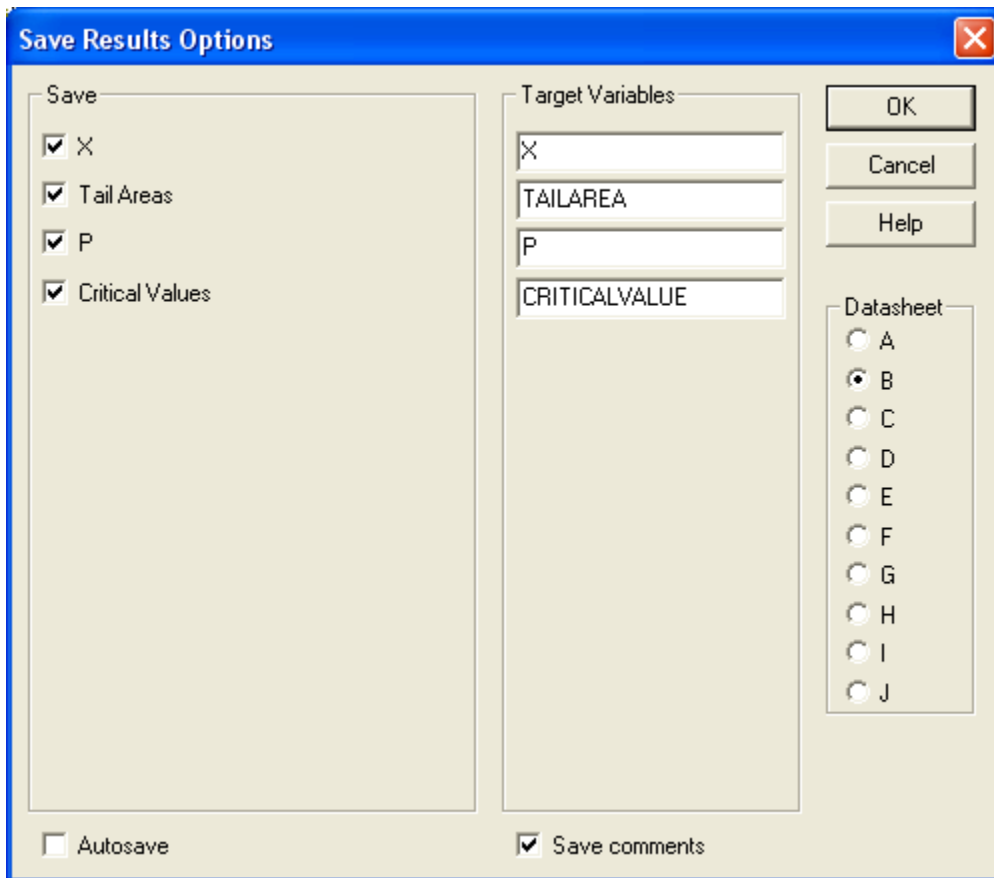 Save Results Options
Save
X
Tail Areas
P
Critical Values
Autosave
Target Variables
X
TAILAREA
P
CRITICALVALUE
Save comments
OK
Cancel
Help
Datasheet
A
B
C
D
E
F
G
H
I
J